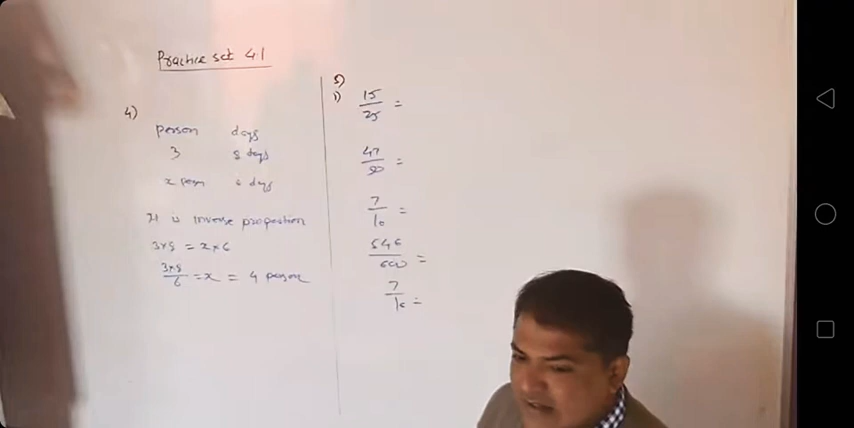 Practice set 41
4)
person days
3 8 days
x person 6 days
It is inverse proportion
3×8 = x×6
3×8/6 = x = 4 person
5)
1) 15/25 =
47/50 =
7/10 =
546/600 =
7/10 =